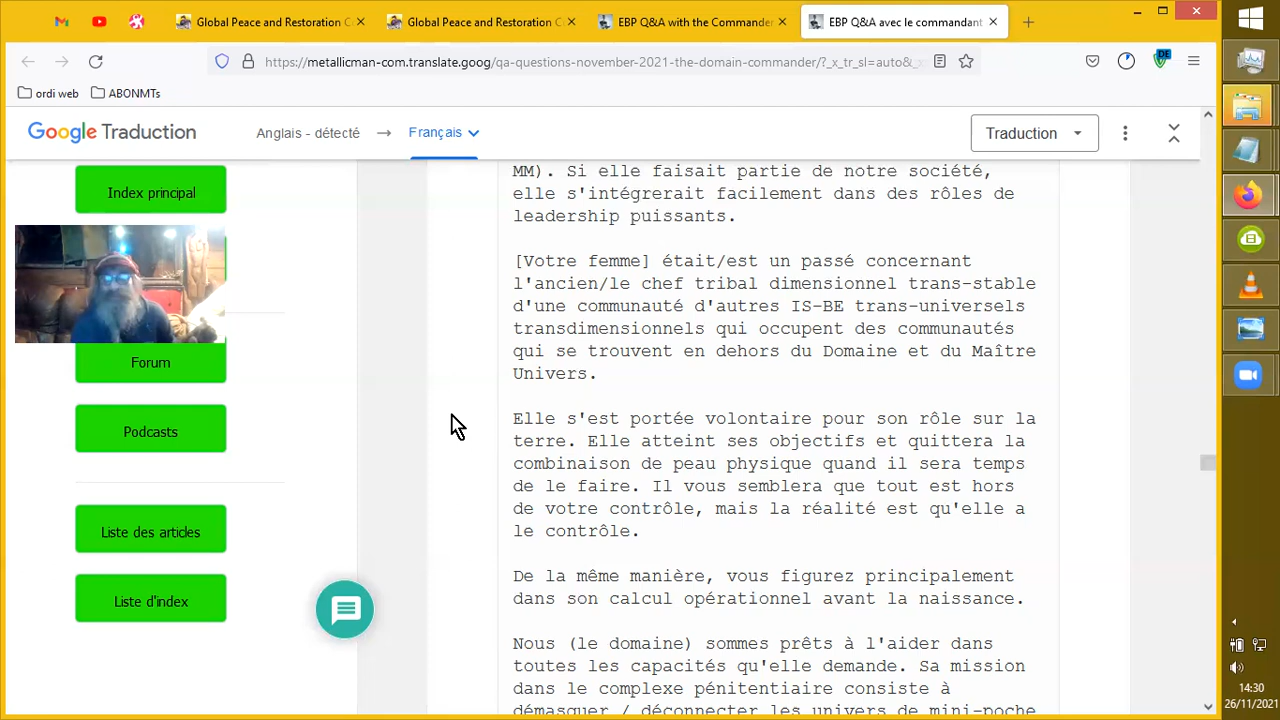 Global Peace and Restoration C
Global Peace and Restoration C
EBP Q&A with the Commander
EBP Q&A avec le commandant
https://metallicman-com.translate.goog/qa-questions-november-2021-the-domain-commander/?_x_tr_sl=auto&_x
DE
ordi web
ABONMTs
Google Traduction
Anglais - détecté
Français
Traduction
Index principal
Forum
Podcasts
Liste des articles
Liste d'index
MM). Si elle faisait partie de notre société,
elle s'intégrerait facilement dans des rôles de
leadership puissants.
[Votre femme] était/est un passé concernant
l'ancien/le chef tribal dimensionnel trans-stable
d'une communauté d'autres IS-BE trans-universels
transdimensionnels qui occupent des communautés
qui se trouvent en dehors du Domaine et du Maître
Univers.
Elle s'est portée volontaire pour son rôle sur la
terre. Elle atteint ses objectifs et quittera la
combinaison de peau physique quand il sera temps
de le faire. Il vous semblera que tout est hors
de votre contrôle, mais la réalité est qu'elle a
le contrôle.
De la même manière, vous figurez principalement
dans son calcul opérationnel avant la naissance.
Nous (le domaine) sommes prêts à l'aider dans
toutes les capacités qu'elle demande. Sa mission
dans le complexe pénitentiaire consiste à
démasquer / déconnecter les univers de mini-poche
14:30
26/11/2021